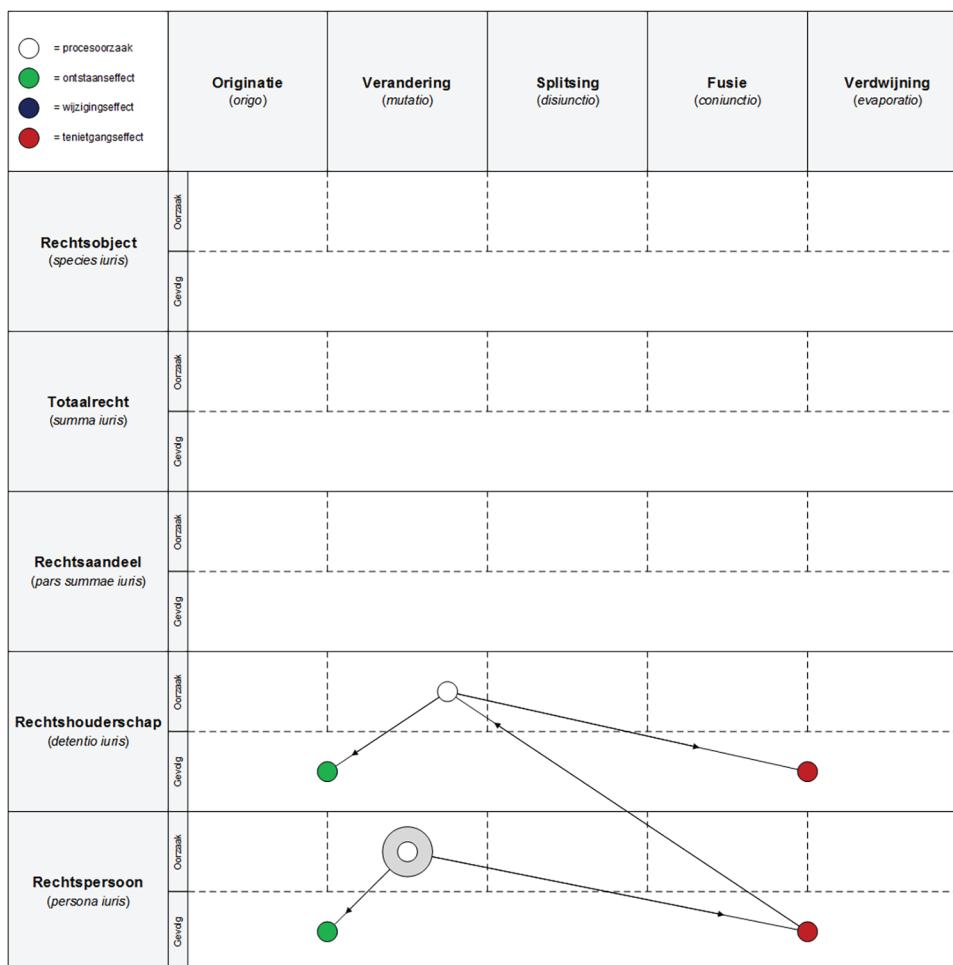 = procesoorzaak
= ontstaanseffect
= wijzigingseffect
= tenietgangseffect
Originatie
(origo)
Verandering
(mutatio)
Splitsing
(disiunctio)
Fusie
(coniunctio)
Verdwijning
(evaporatio)
Rechtsobject
(species iuris)
Oorzaak
Gevolg
Totaalrecht
(summa iuris)
Oorzaak
Gevolg
Rechtsaandeel
(pars summae iuris)
Oorzaak
Gevolg
Rechtshouderschap
(detentio iuris)
Oorzaak
Gevolg
Rechtspersoon
(persona iuris)
Oorzaak
Gevolg